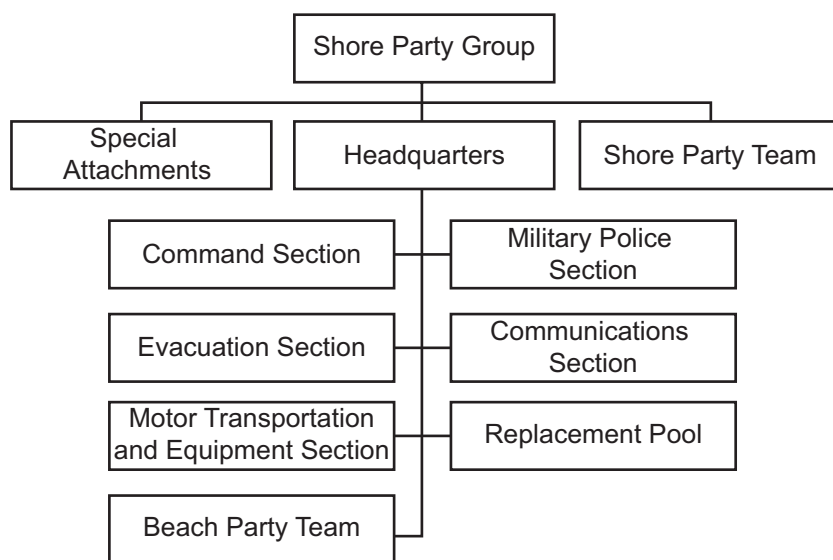 Shore Party Group
Special
Attachments
Headquarters
Shore Party Team
Command Section
Military Police
Section
Evacuation Section
Communications
Section
Motor Transportation
and Equipment Section
Replacement Pool
Beach Party Team